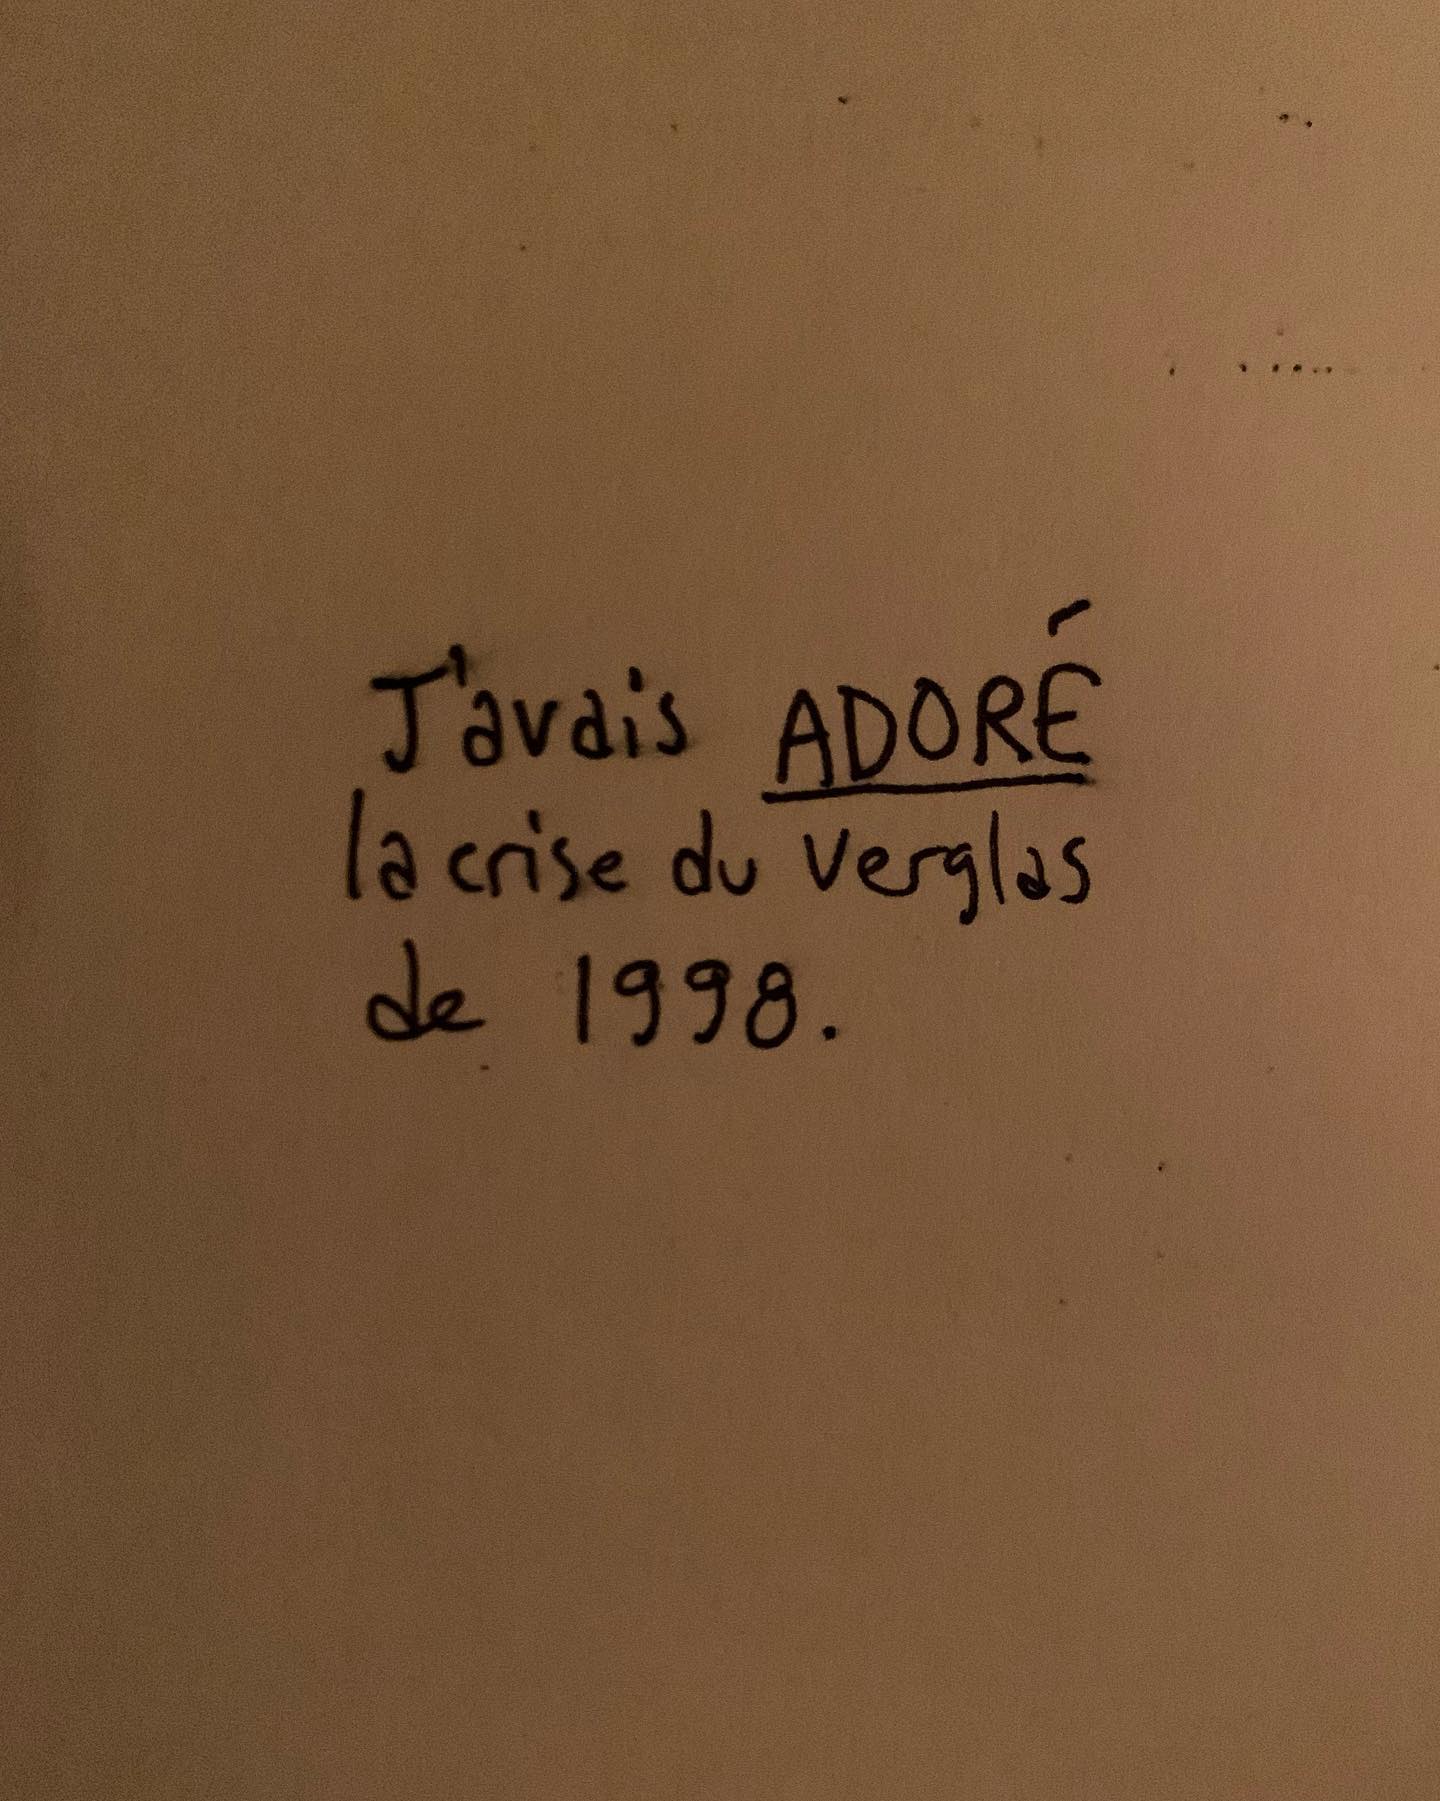 J'avais ADORÉ
la crise du verglas
de 1998.